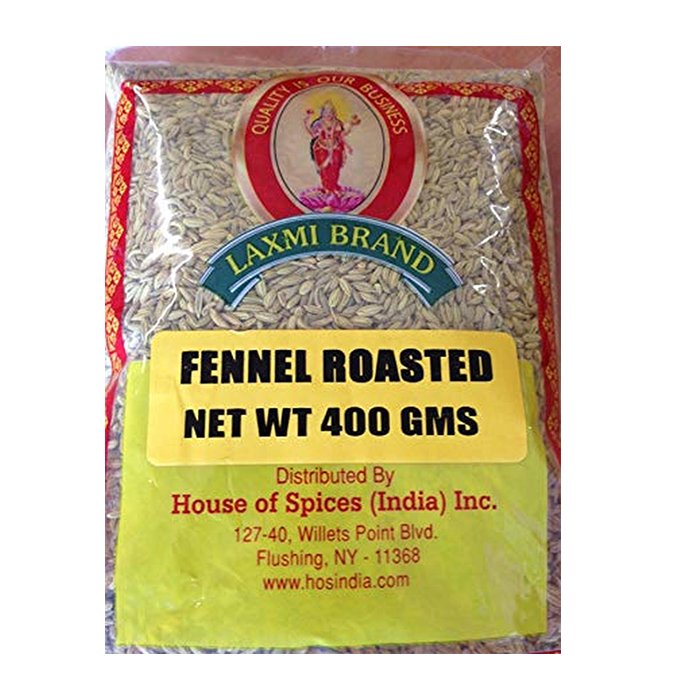 QUALITY IS OUR BUSINESS
LAXMI BRAND
FENNEL ROASTED
NET WT 400 GMS
Distributed By
House of Spices (India) Inc.
127-40, Willets Point Blvd.
Flushing, NY - 11368
www.hosindia.com